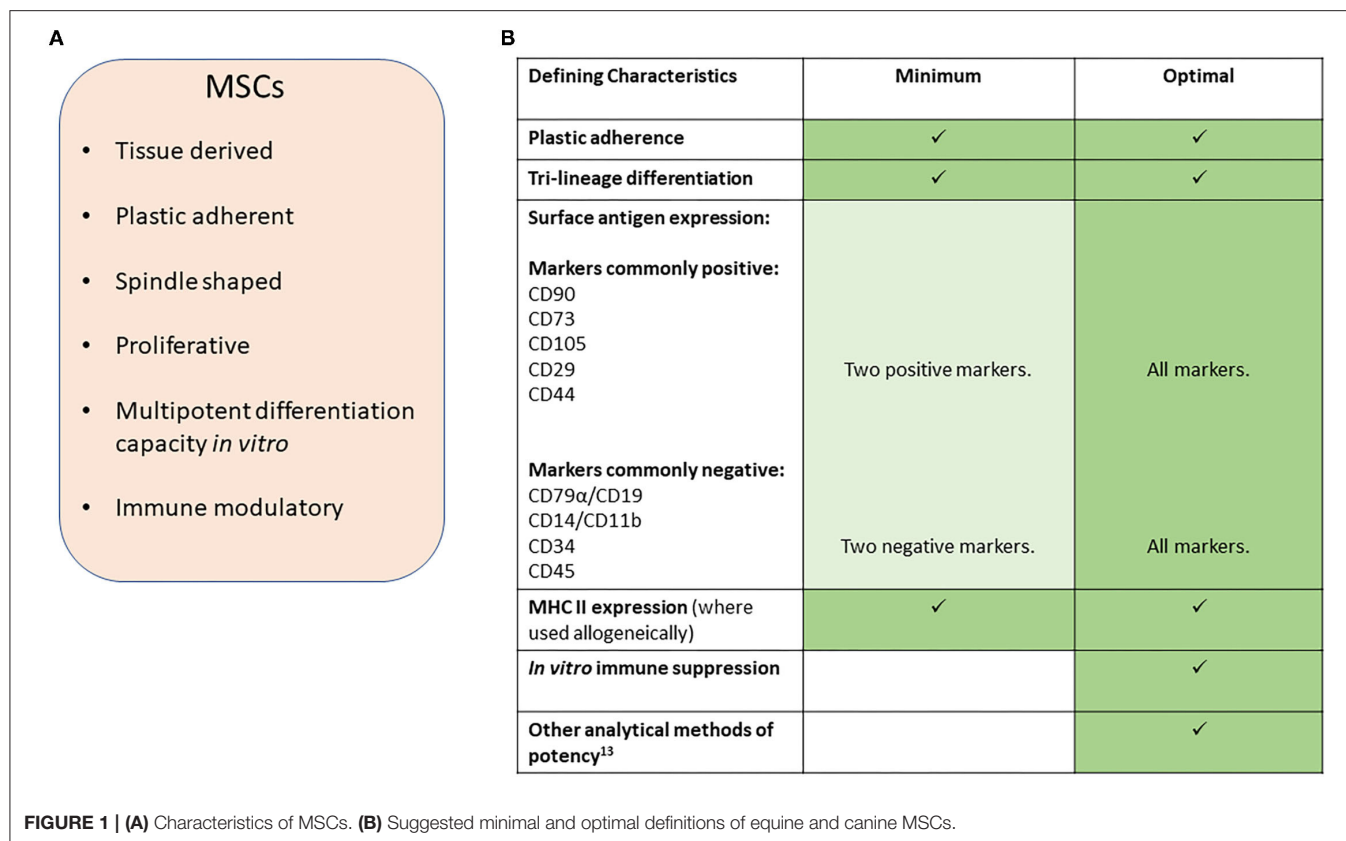 A
MSCs
• Tissue derived
• Plastic adherent
• Spindle shaped
• Proliferative
• Multipotent differentiation
capacity in vitro
• Immune modulatory
B
Defining Characteristics Minimum Optimal
Plastic adherence ✓ ✓
Tri-lineage differentiation ✓ ✓
Surface antigen expression:
Markers commonly positive:
CD90
CD73
CD105
CD29 Two positive markers. All markers.
CD44
Markers commonly negative:
CD79α/CD19
CD14/CD11b
CD34 Two negative markers. All markers.
CD45
MHC II expression (where ✓ ✓
used allogeneically)
In vitro immune suppression ✓
Other analytical methods of ✓
potency¹³
FIGURE 1 | (A) Characteristics of MSCs. (B) Suggested minimal and optimal definitions of equine and canine MSCs.